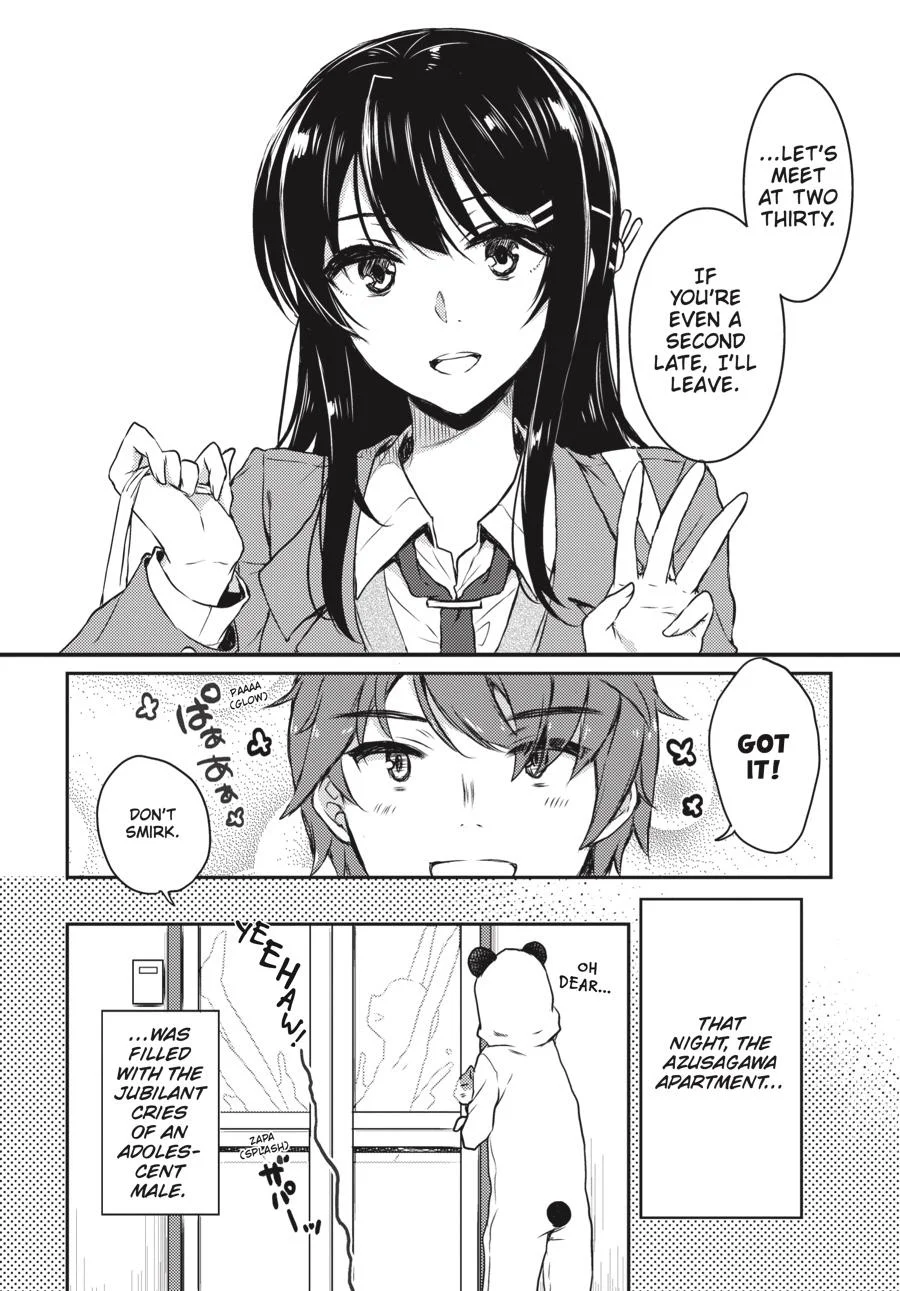 ...LET'S
MEET
AT TWO
THIRTY.
IF
YOU'RE
EVEN A
SECOND
LATE, I'LL
LEAVE.
GOT
IT!
PAAAA
(GLOW)
ぱぁぁぁぁ
DON'T
SMIRK.
THAT
NIGHT, THE
AZUSAGAWA
APARTMENT...
OH
DEAR...
YEEHAW!
ZAPA
(SPLASH)
ザパーッ
...WAS
FILLED
WITH THE
JUBILANT
CRIES
OF AN
ADOLES-
CENT
MALE.